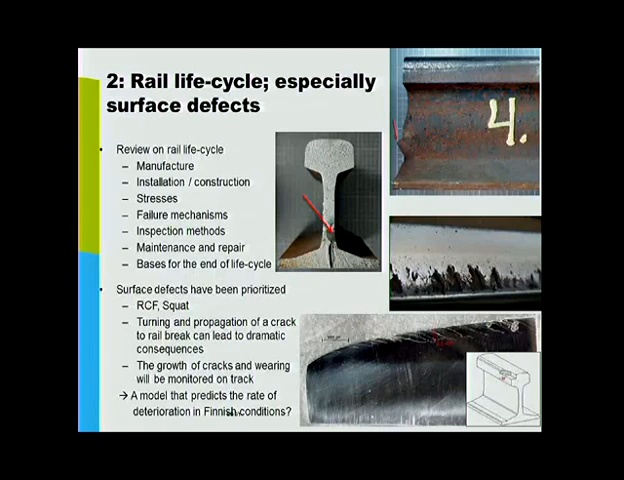 2: Rail life-cycle; especially
surface defects
• Review on rail life-cycle
– Manufacture
– Installation / construction
– Stresses
– Failure mechanisms
– Inspection methods
– Maintenance and repair
– Bases for the end of life-cycle
• Surface defects have been prioritized
– RCF, Squat
– Turning and propagation of a crack
to rail break can lead to dramatic
consequences
– The growth of cracks and wearing
will be monitored on track
→ A model that predicts the rate of
deterioration in Finnish conditions?
4.